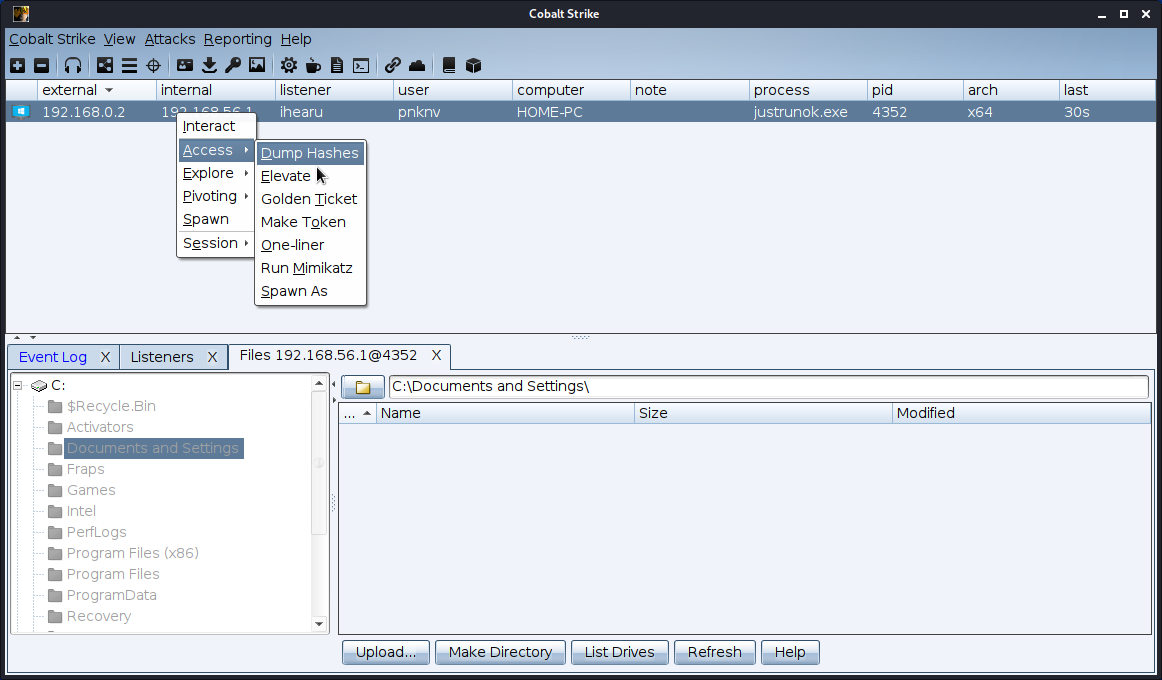 Cobalt Strike
Cobalt Strike View Attacks Reporting Help
external internal listener user computer note process pid arch last
192.168.0.2 192.168.56.1 ihearu pnknv HOME-PC justrunok.exe 4352 x64 30s
Interact
Access
Explore
Pivoting
Spawn
Session
Dump Hashes
Elevate
Golden Ticket
Make Token
One-liner
Run Mimikatz
Spawn As
Event Log X Listeners X Files 192.168.56.1@4352 X
C:
$Recycle.Bin
Activators
Documents and Settings
Fraps
Games
Intel
PerfLogs
Program Files (x86)
Program Files
ProgramData
Recovery
C:\Documents and Settings\
... Name Size Modified
Upload... Make Directory List Drives Refresh Help